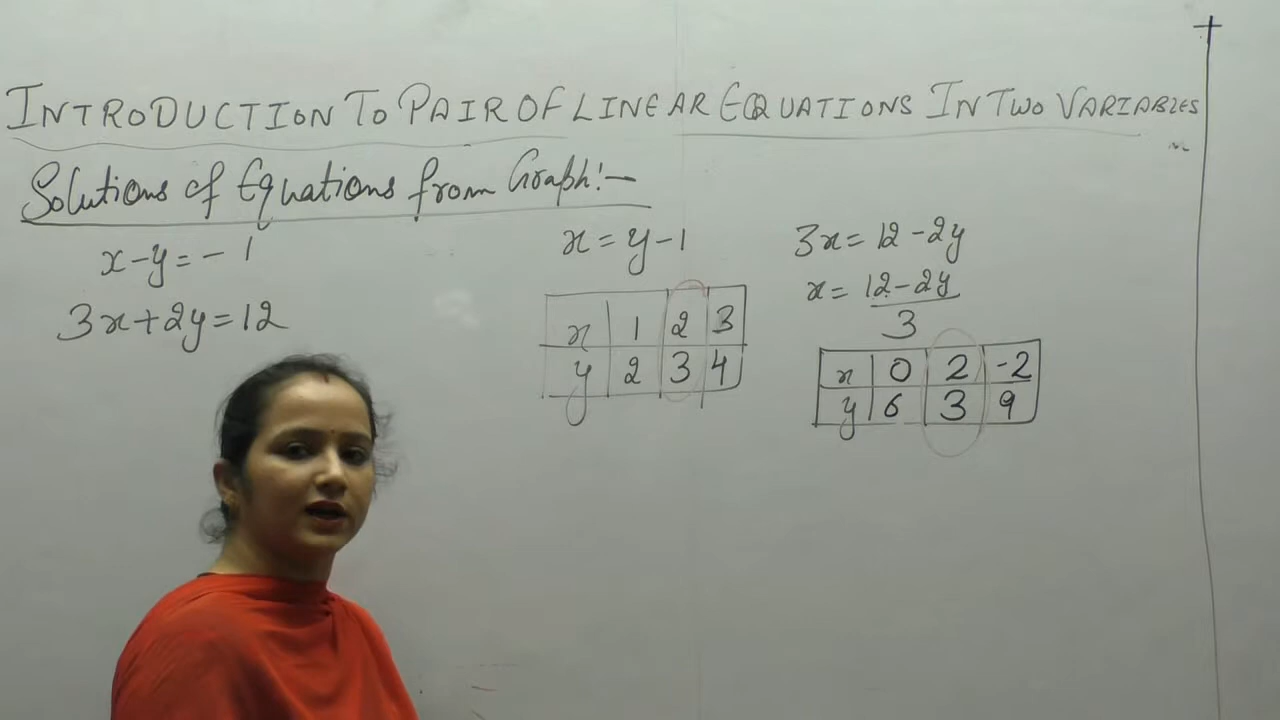 INTRODUCTION TO PAIR OF LINEAR EQUATIONS IN TWO VARIABLES
Solutions of Equations from Graph:-
x-y=-1
3x+2y=12
x=y-1
x 1 2 3
y 2 3 4
3x=12-2y
x=12-2y
3
x 0 2 -2
y 6 3 9